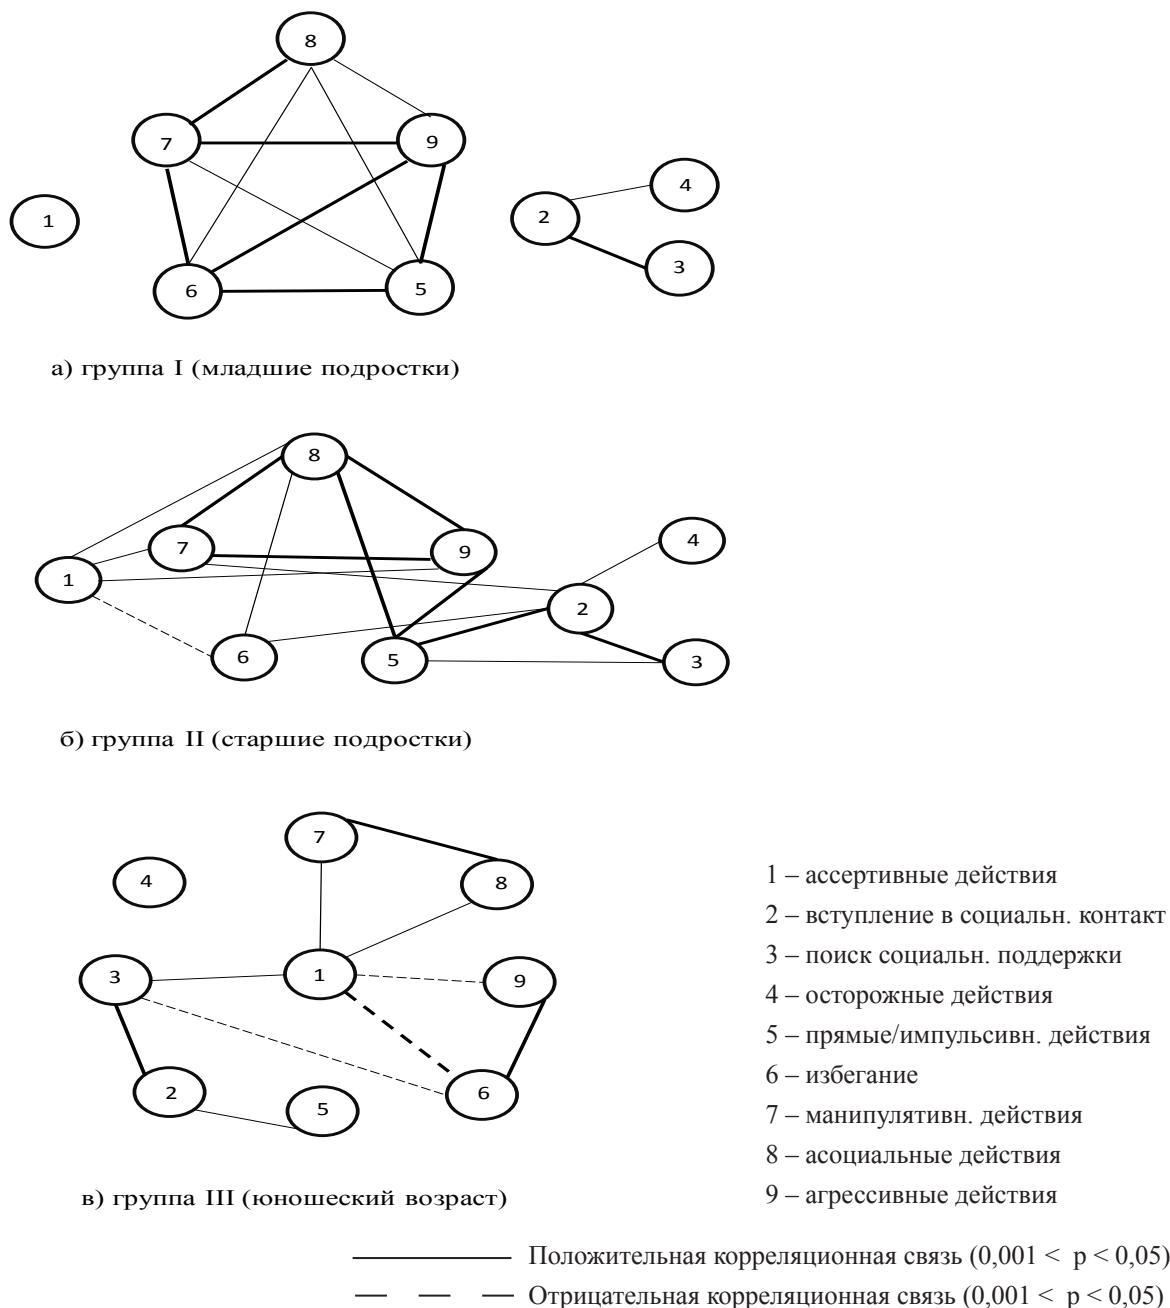 8
7
9
4
2
1
3
6
5
а) группа I (младшие подростки)
8
4
7
9
1
2
6
5
3
б) группа II (старшие подростки)
7
4
8
3
1
9
2
5
6
в) группа III (юношеский возраст)
1 – ассертивные действия
2 – вступление в социальн. контакт
3 – поиск социальн. поддержки
4 – осторожные действия
5 – прямые/импульсивн. действия
6 – избегание
7 – манипулятивн. действия
8 – асоциальные действия
9 – агрессивные действия
Положительная корреляционная связь (0,001 < p < 0,05)
Отрицательная корреляционная связь (0,001 < p < 0,05)